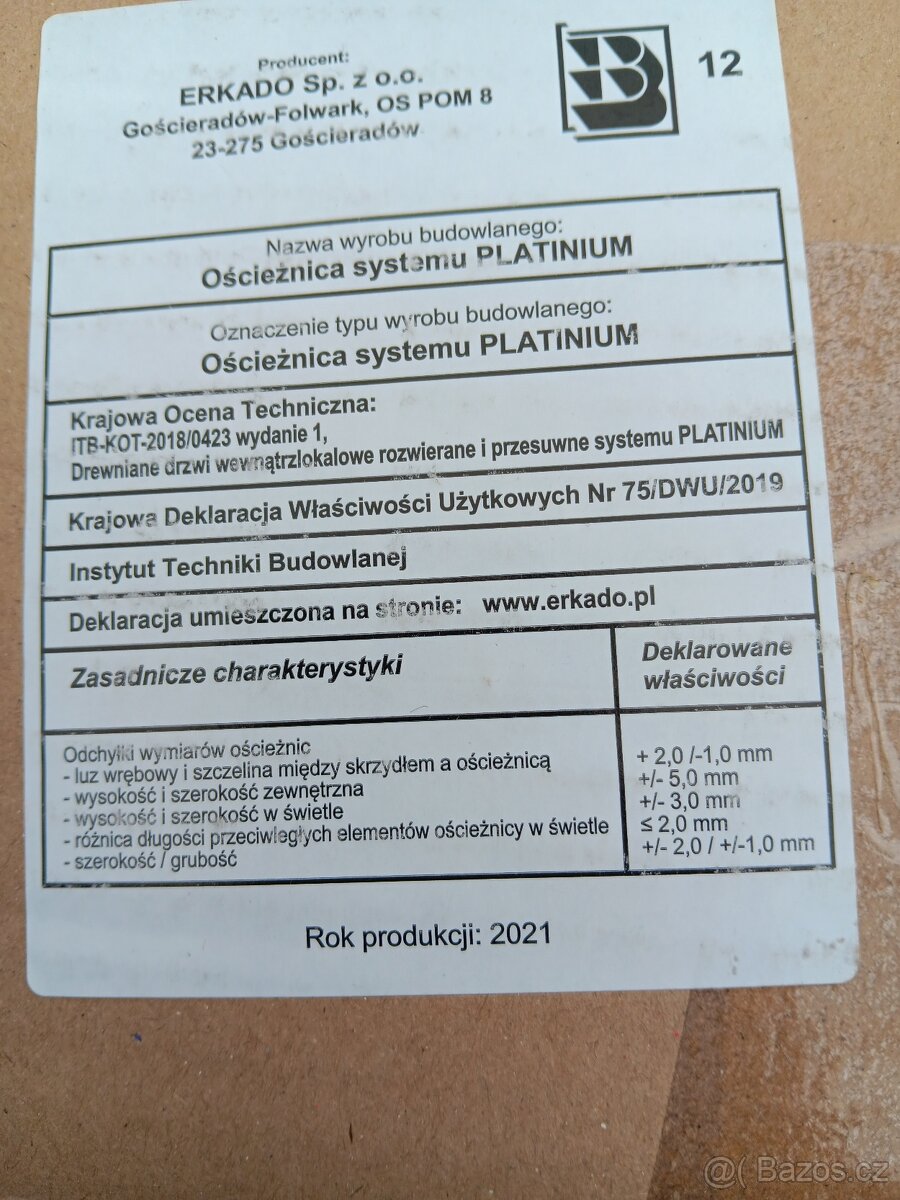 Producent:
ERKADO Sp. z o.o.
Gościeradów-Folwark, OS POM 8
23-275 Gościeradów
12
Nazwa wyrobu budowlanego:
Ościeżnica systemu PLATINIUM
Oznaczenie typu wyrobu budowlanego:
Ościeżnica systemu PLATINIUM
Krajowa Ocena Techniczna:
ITB-KOT-2018/0423 wydanie 1,
Drewniane drzwi wewnątrzlokalowe rozwierane i przesuwne systemu PLATINIUM
Krajowa Deklaracja Właściwości Użytkowych Nr 75/DWU/2019
Instytut Techniki Budowlanej
Deklaracja umieszczona na stronie: www.erkado.pl
Zasadnicze charakterystyki
Deklarowane
właściwości
Odchyłki wymiarów ościeżnic
- luz wrębowy i szczelina między skrzydłem a ościeżnicą + 2,0 /-1,0 mm
- wysokość i szerokość zewnętrzna +/- 5,0 mm
- wysokość i szerokość w świetle +/- 3,0 mm
- różnica długości przeciwległych elementów ościeżnicy w świetle ≤ 2,0 mm
- szerokość / grubość +/- 2,0 / +/-1,0 mm
Rok produkcji: 2021
@( Bazos.cz